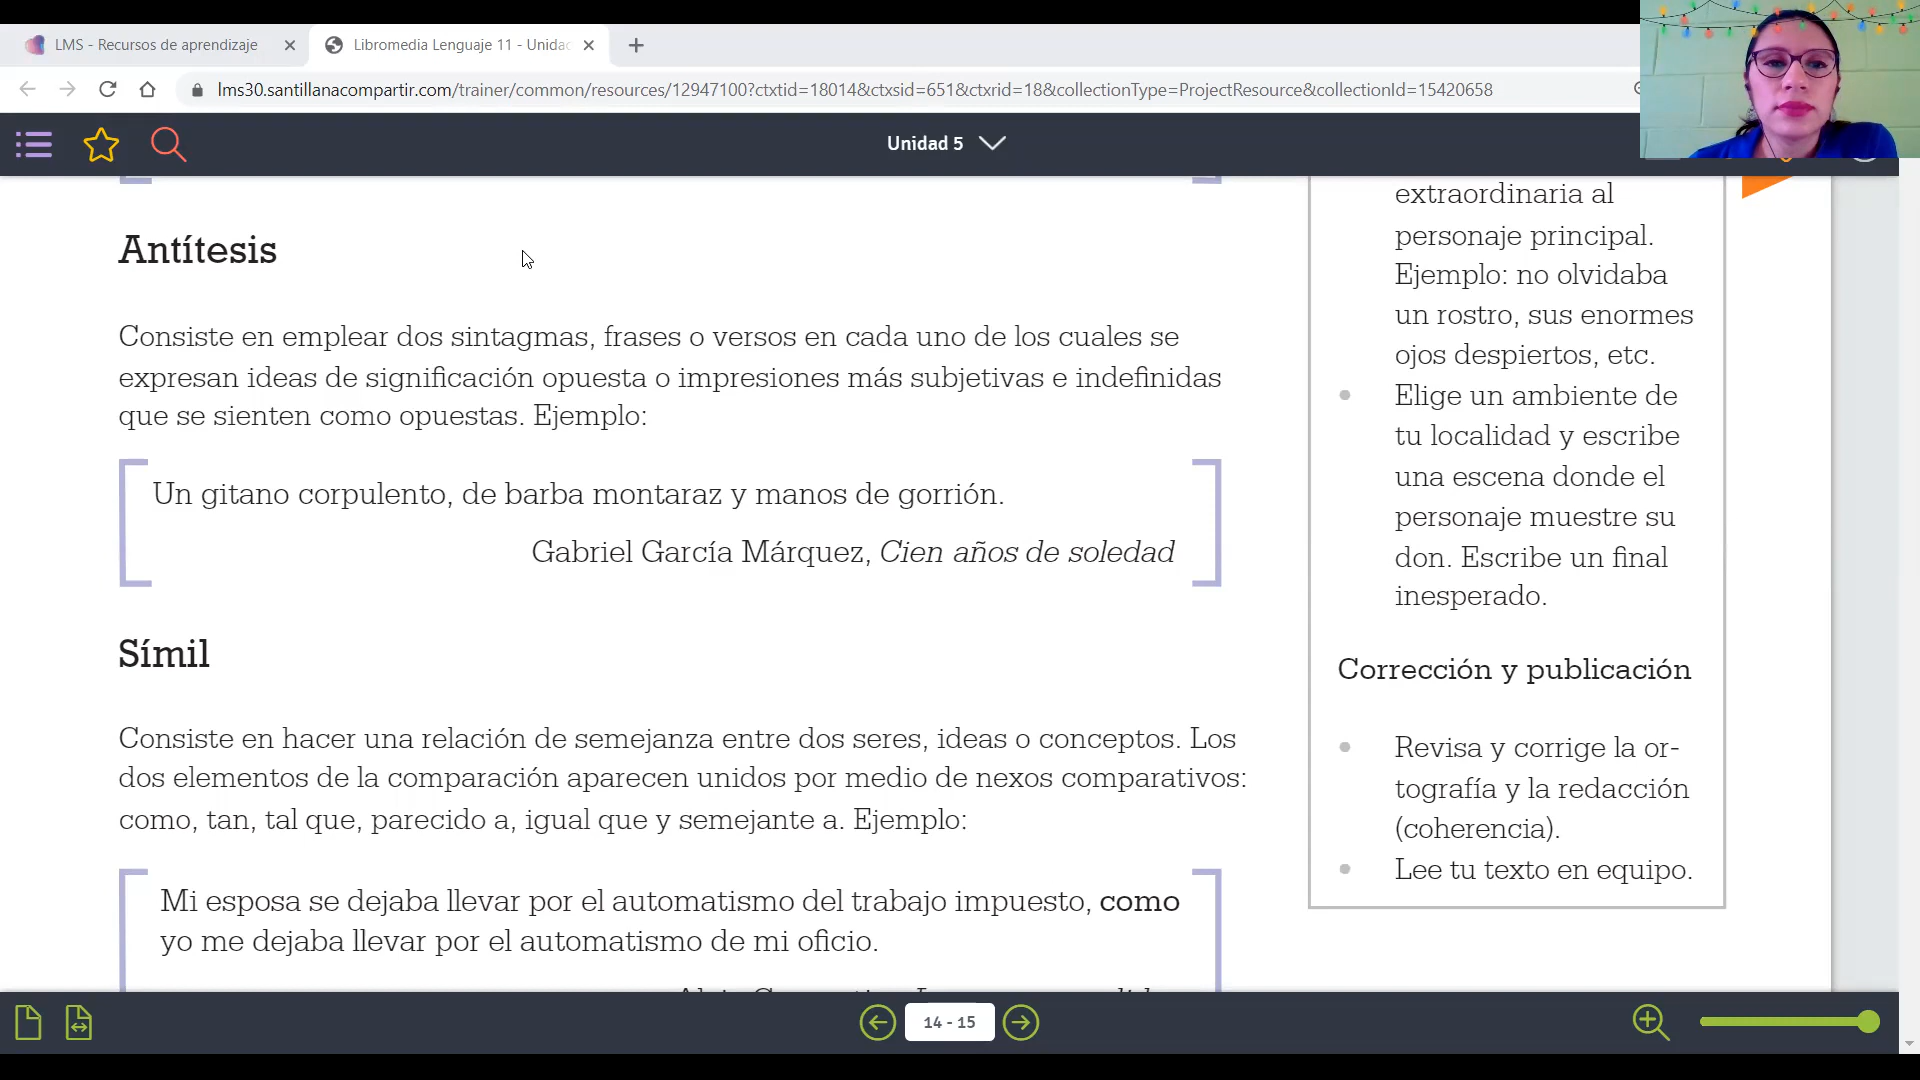 LMS - Recursos de aprendizaje
Libromedia Lenguaje 11 - Unida
lms30.santillanacompartir.com/trainer/common/resources/12947100?ctxtid=18014&ctxsid=651&ctxrid=18&collectionType=ProjectResource&collectionId=15420658
Unidad 5
Antítesis
Consiste en emplear dos sintagmas, frases o versos en cada uno de los cuales se
expresan ideas de significación opuesta o impresiones más subjetivas e indefinidas
que se sienten como opuestas. Ejemplo:
Un gitano corpulento, de barba montaraz y manos de gorrión.
Gabriel García Márquez, Cien años de soledad
Símil
Consiste en hacer una relación de semejanza entre dos seres, ideas o conceptos. Los
dos elementos de la comparación aparecen unidos por medio de nexos comparativos:
como, tan, tal que, parecido a, igual que y semejante a. Ejemplo:
Mi esposa se dejaba llevar por el automatismo del trabajo impuesto, como
yo me dejaba llevar por el automatismo de mi oficio.
extraordinaria al
personaje principal.
Ejemplo: no olvidaba
un rostro, sus enormes
ojos despiertos, etc.
Elige un ambiente de
tu localidad y escribe
una escena donde el
personaje muestre su
don. Escribe un final
inesperado.
Corrección y publicación
Revisa y corrige la or-
tografía y la redacción
(coherencia).
Lee tu texto en equipo.
14 - 15